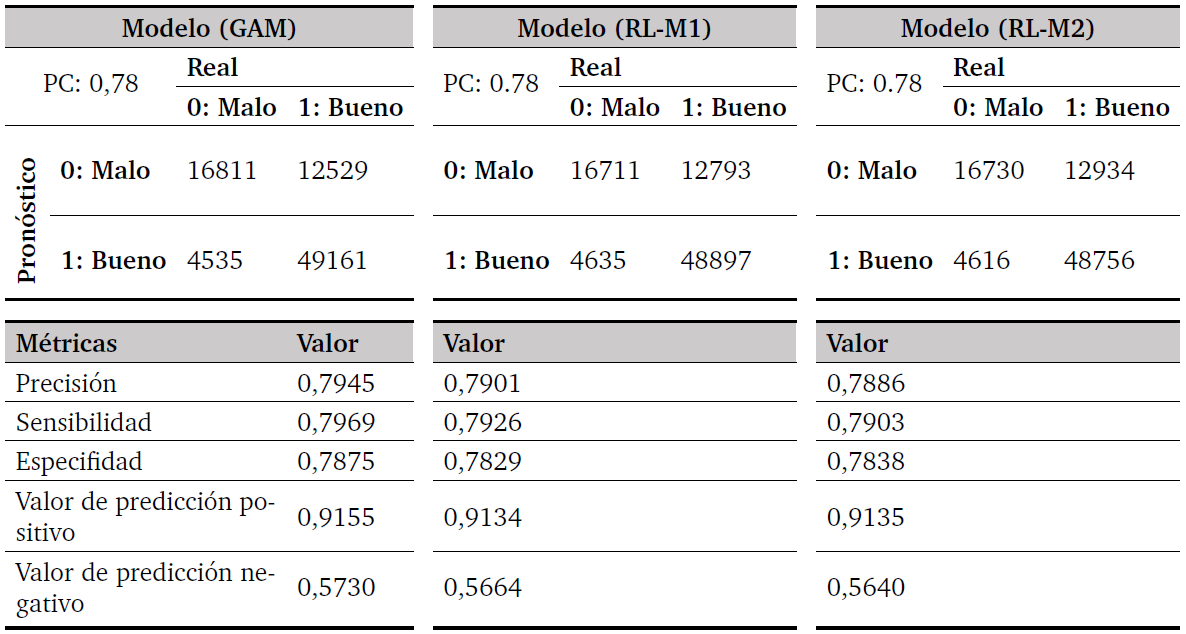 Modelo (GAM)
PC: 0,78
Real
0: Malo 1: Bueno
Pronóstico
0: Malo 16811 12529
1: Bueno 4535 49161
Modelo (RL-M1)
PC: 0.78
Real
0: Malo 1: Bueno
0: Malo 16711 12793
1: Bueno 4635 48897
Modelo (RL-M2)
PC: 0.78
Real
0: Malo 1: Bueno
0: Malo 16730 12934
1: Bueno 4616 48756
Métricas Valor Valor Valor
Precisión 0,7945 0,7901 0,7886
Sensibilidad 0,7969 0,7926 0,7903
Especifidad 0,7875 0,7829 0,7838
Valor de predicción po-
sitivo 0,9155 0,9134 0,9135
Valor de predicción ne-
gativo 0,5730 0,5664 0,5640